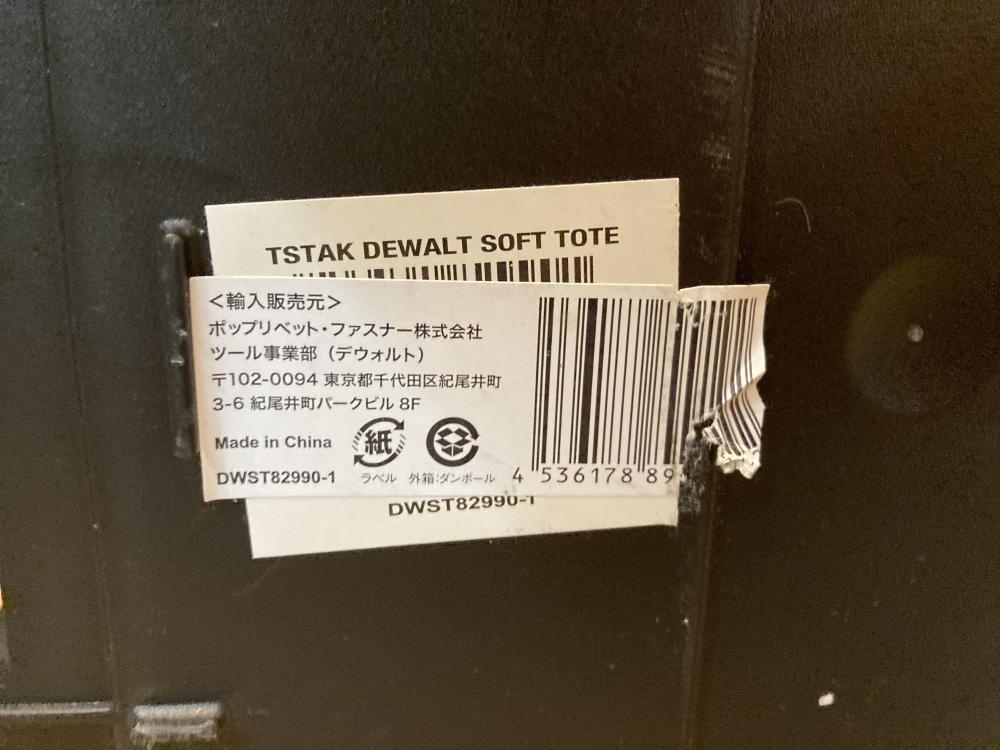 TSTAK DEWALT SOFT TOTE
<輸入販売元>
ポップリベット・ファスナー株式会社
ツール事業部（デウォルト）
〒102-0094 東京都千代田区紀尾井町
3-6 紀尾井町パークビル 8F
Made in China
紙
DWST82990-1
ラベル 外箱:ダンボール
4 536178 89
DWST82990-1